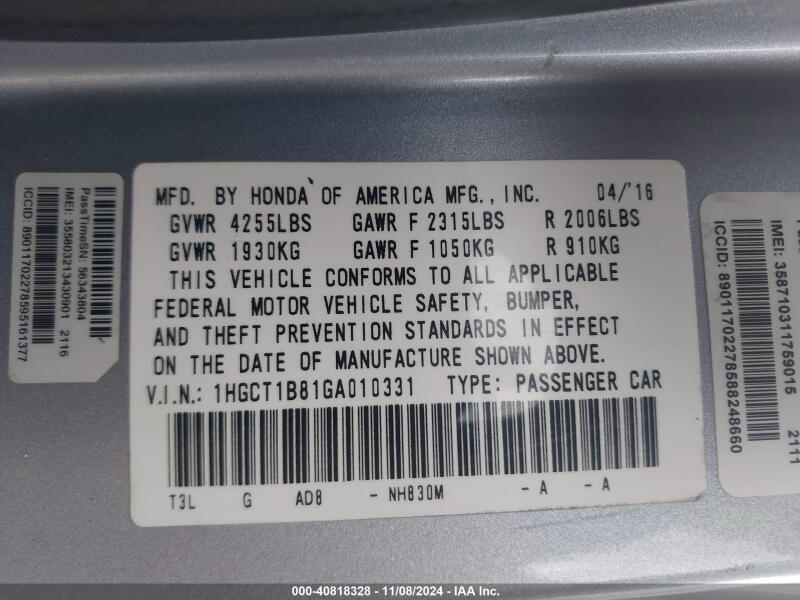 MFD. BY HONDA OF AMERICA MFG., INC. 04/'16
GVWR 4255LBS GAWR F 2315LBS R 2006LBS
GVWR 1930KG GAWR F 1050KG R 910KG
THIS VEHICLE CONFORMS TO ALL APPLICABLE
FEDERAL MOTOR VEHICLE SAFETY, BUMPER,
AND THEFT PREVENTION STANDARDS IN EFFECT
ON THE DATE OF MANUFACTURE SHOWN ABOVE.
V.I.N.: 1HGCT1B81GA010331 TYPE: PASSENGER CAR
T3L G AD8 - NH830M - A - A
PassTimeSN: 56343804
IMEI: 355803213430901 2116
ICCID: 89011702278595161377
IMEI: 358710311759015
ICCID: 89011702278588248660
2111
000-40818328 - 11/08/2024 - IAA Inc.